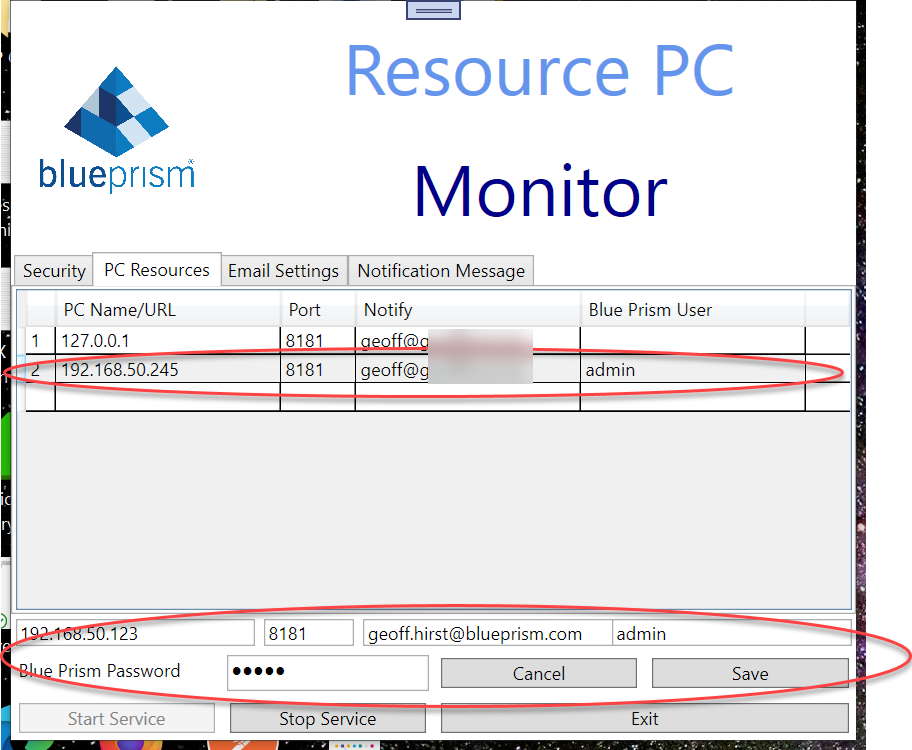 Resource PC
blueprism
Monitor
Security PC Resources Email Settings Notification Message
PC Name/URL Port Notify Blue Prism User
1 127.0.0.1 8181 geoff@g
2 192.168.50.245 8181 geoff@g admin
192.168.50.123 8181 geoff.hirst@blueprism.com admin
Blue Prism Password ••••• Cancel Save
Start Service Stop Service Exit